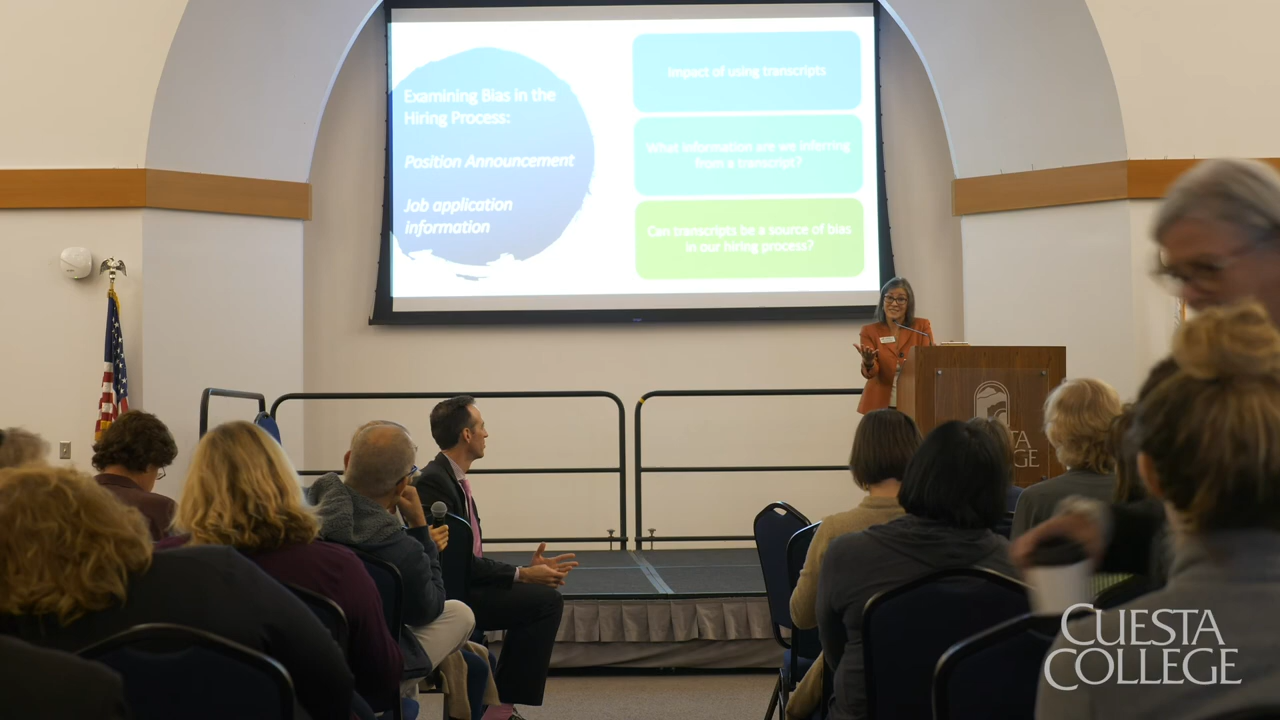 Examining Bias in the
Hiring Process:
Position Announcement
Job application
information
Impact of using transcripts
What information are we inferring
from a transcript?
Can transcripts be a source of bias
in our hiring process?
COLLEGE
CUESTA
COLLEGE